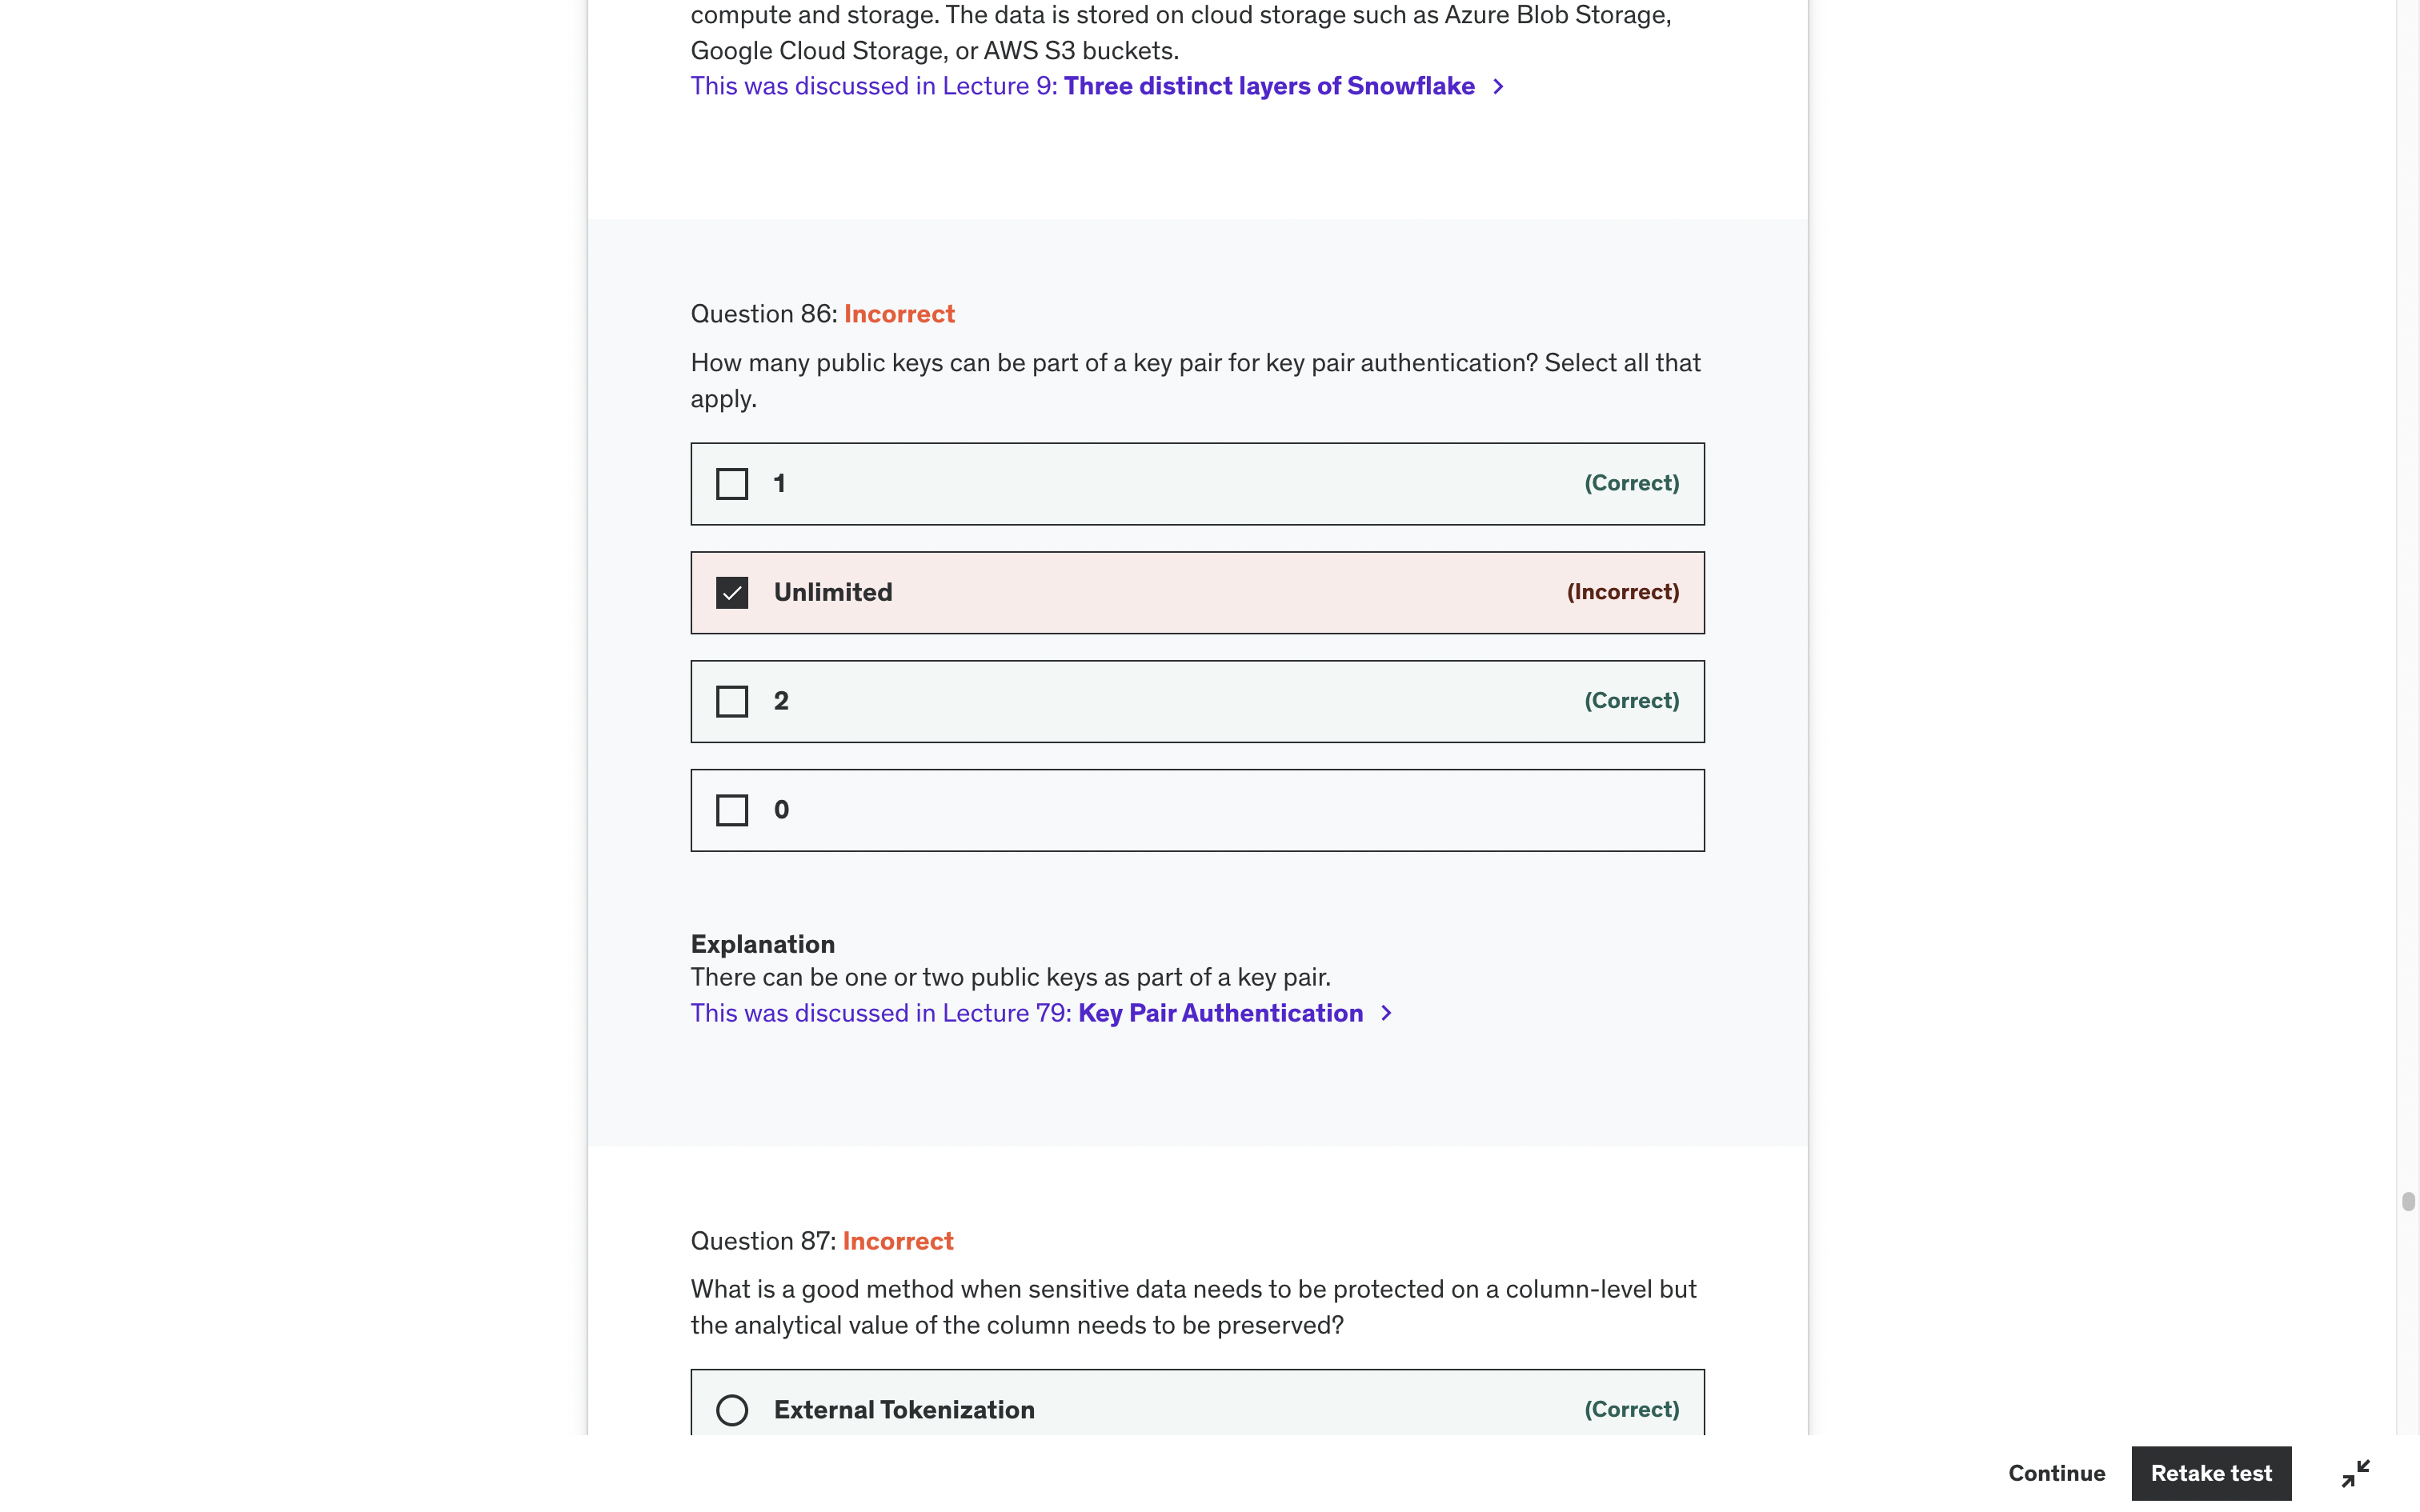 compute and storage. The data is stored on cloud storage such as Azure Blob Storage,
Google Cloud Storage, or AWS S3 buckets.
This was discussed in Lecture 9: Three distinct layers of Snowflake
Question 86: Incorrect
How many public keys can be part of a key pair for key pair authentication? Select all that
apply.
1 (Correct)
Unlimited (Incorrect)
2 (Correct)
0
Explanation
There can be one or two public keys as part of a key pair.
This was discussed in Lecture 79: Key Pair Authentication
Question 87: Incorrect
What is a good method when sensitive data needs to be protected on a column-level but
the analytical value of the column needs to be preserved?
External Tokenization (Correct)
Continue Retake test